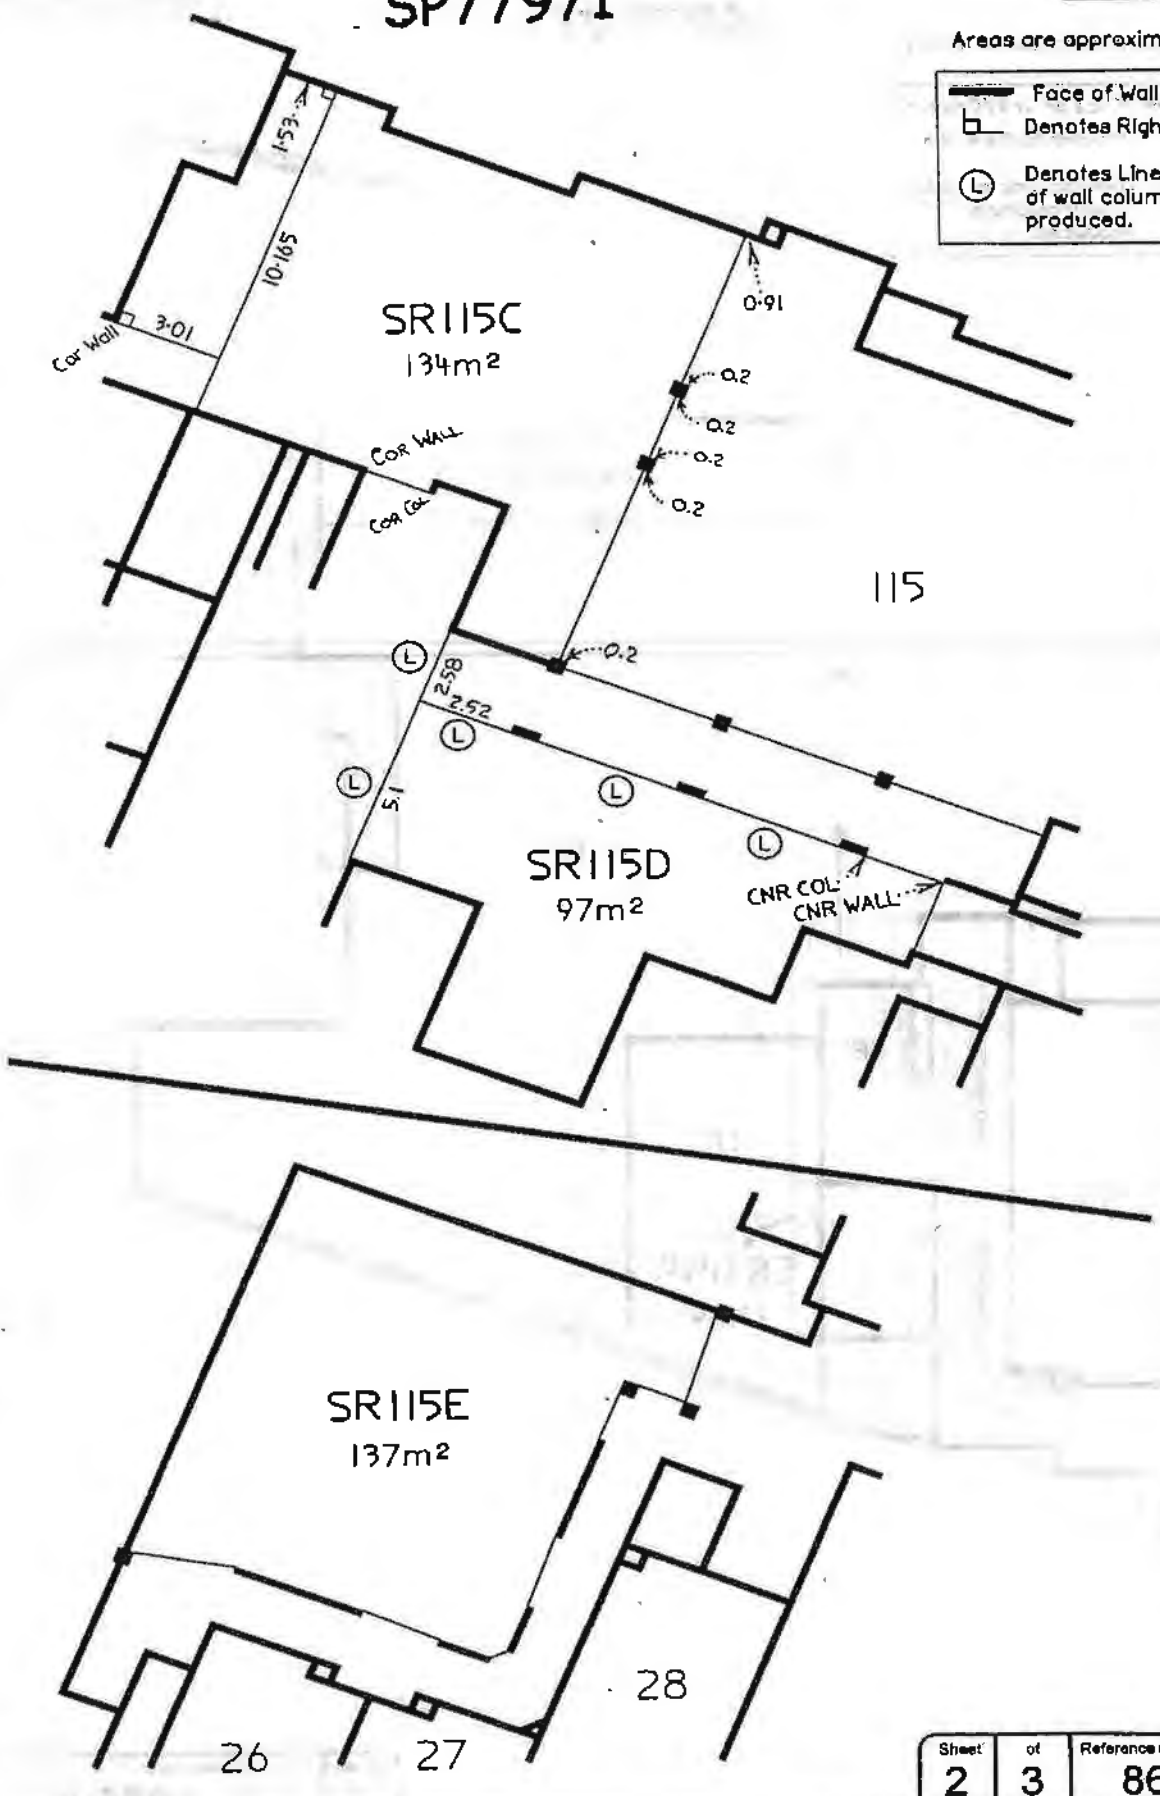 SP77971
Areas are approxim
Face of Wall
Denotes Righ
L
Denotes Line
of wall colum
produced.
1·53
10·165
3·01
Cor Wall
SR115C
134m²
0·91
0.2
0.2
0.2
0.2
COR WALL
COR COL
115
0.2
L
2.58
2.52
L
L
5.1
L
L
SR115D
97m²
CNR COL
CNR WALL
SR115E
137m²
28
26
27
Sheet of Reference
2 3 86